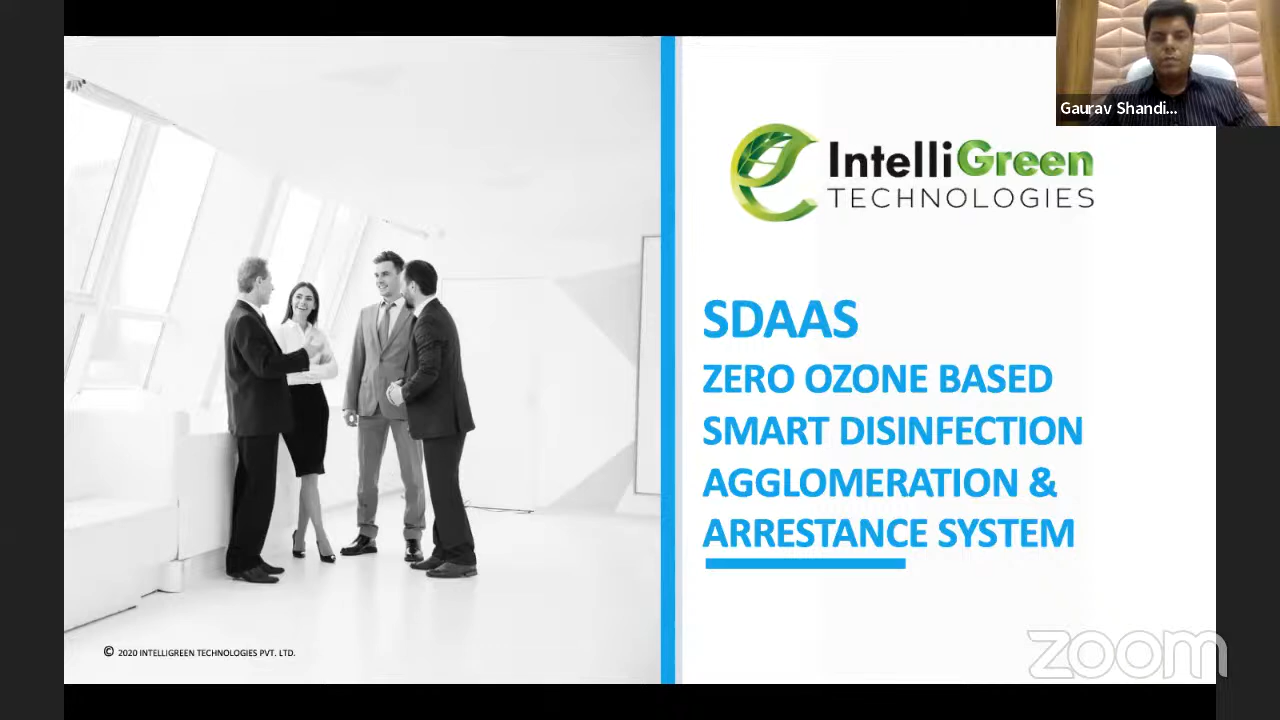 Gaurav Shandi...
IntelliGreen
TECHNOLOGIES
SDAAS
ZERO OZONE BASED
SMART DISINFECTION
AGGLOMERATION &
ARRESTANCE SYSTEM
© 2020 INTELLIGREEN TECHNOLOGIES PVT. LTD.
zoom